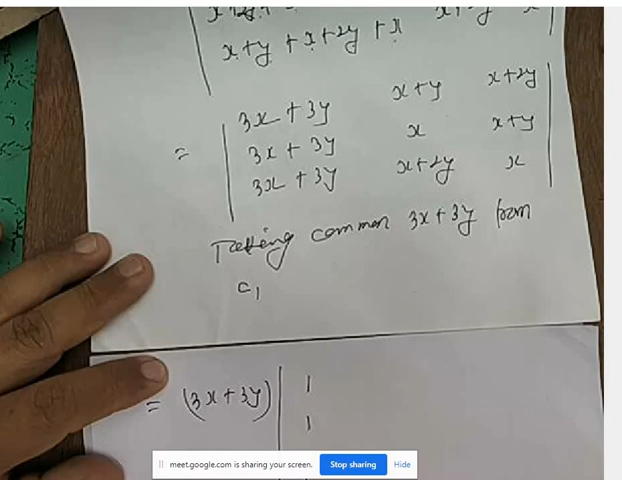 x+y + x+2y + x
= | 3x + 3y x+y x+2y |
| 3x + 3y x x+y |
| 3x + 3y x+2y x |
Taking common 3x + 3y from
C1
= (3x + 3y) | 1
| 1
meet.google.com is sharing your screen. Stop sharing Hide